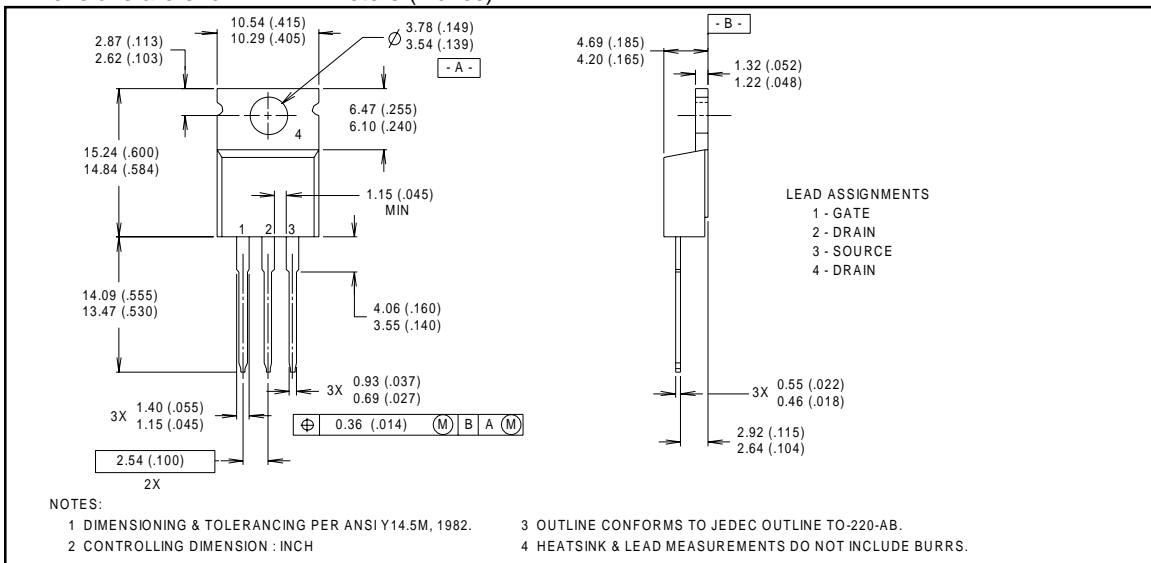 10.54 (.415)
10.29 (.405)
3.78 (.149)
3.54 (.139)
- A -
2.87 (.113)
2.62 (.103)
6.47 (.255)
6.10 (.240)
4
15.24 (.600)
14.84 (.584)
1.15 (.045)
MIN
1 2 3
14.09 (.555)
13.47 (.530)
4.06 (.160)
3.55 (.140)
3X 0.93 (.037)
0.69 (.027)
3X 1.40 (.055)
1.15 (.045)
⌖ 0.36 (.014) Ⓜ B A Ⓜ
2.54 (.100)
2X
- B -
4.69 (.185)
4.20 (.165)
1.32 (.052)
1.22 (.048)
LEAD ASSIGNMENTS
1 - GATE
2 - DRAIN
3 - SOURCE
4 - DRAIN
3X 0.55 (.022)
0.46 (.018)
2.92 (.115)
2.64 (.104)
NOTES:
1 DIMENSIONING & TOLERANCING PER ANSI Y14.5M, 1982.
2 CONTROLLING DIMENSION : INCH
3 OUTLINE CONFORMS TO JEDEC OUTLINE TO-220-AB.
4 HEATSINK & LEAD MEASUREMENTS DO NOT INCLUDE BURRS.